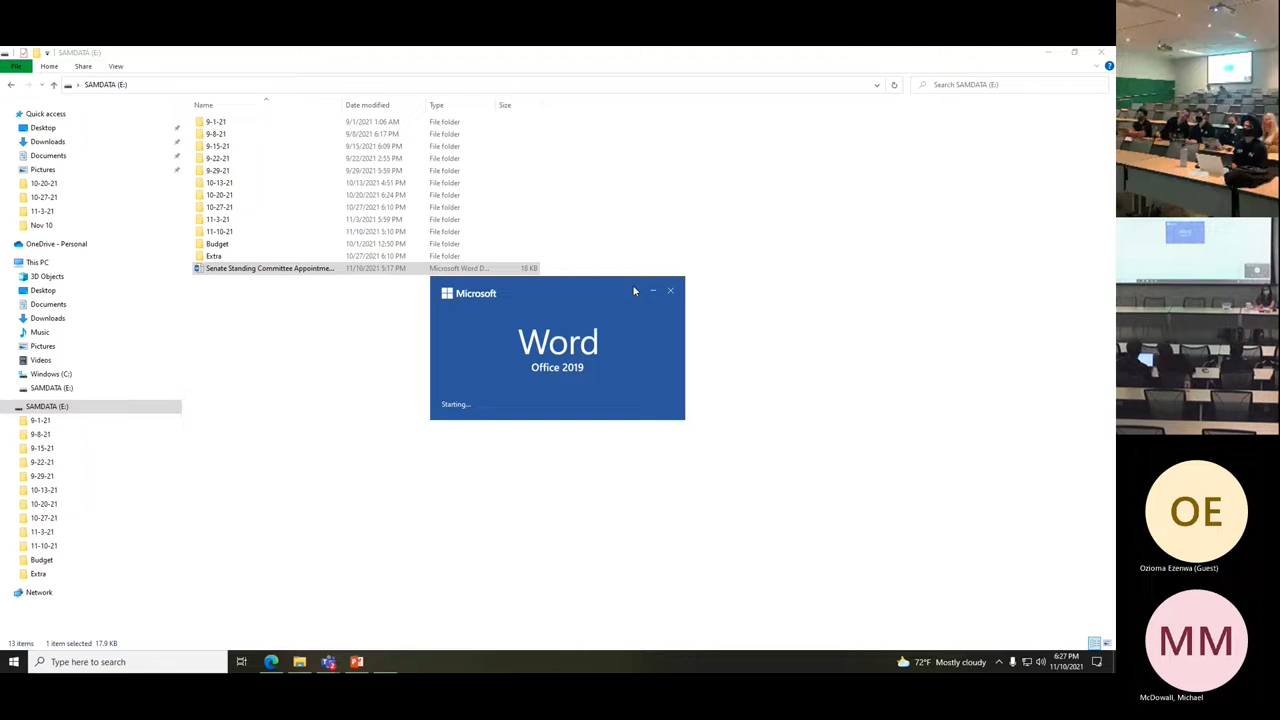 SAMDATA (E:)
File Home Share View
SAMDATA (E:) Search SAMDATA (E:)
Name Date modified Type Size
Quick access
Desktop
Downloads
Documents
Pictures
10-20-21
10-27-21
11-3-21
Nov 10
OneDrive - Personal
This PC
3D Objects
Desktop
Documents
Downloads
Music
Pictures
Videos
Windows (C:)
SAMDATA (E:)
SAMDATA (E:)
9-1-21
9-8-21
9-15-21
9-22-21
9-29-21
10-13-21
10-20-21
10-27-21
11-3-21
11-10-21
Budget
Extra
Network
9-1-21 9/1/2021 1:06 AM File folder
9-8-21 9/8/2021 6:17 PM File folder
9-15-21 9/15/2021 6:09 PM File folder
9-22-21 9/22/2021 2:55 PM File folder
9-29-21 9/29/2021 5:59 PM File folder
10-13-21 10/13/2021 4:51 PM File folder
10-20-21 10/20/2021 6:24 PM File folder
10-27-21 10/27/2021 6:10 PM File folder
11-3-21 11/3/2021 5:59 PM File folder
11-10-21 11/10/2021 5:10 PM File folder
Budget 10/1/2021 12:50 PM File folder
Extra 10/27/2021 6:10 PM File folder
Senate Standing Committee Appointme... 11/10/2021 5:17 PM Microsoft Word D... 18 KB
Microsoft
Word
Office 2019
Starting...
13 items 1 item selected 17.9 KB
Type here to search
72°F Mostly cloudy
6:27 PM
11/10/2021
OE
Ozioma Ezenwa (Guest)
MM
McDowall, Michael